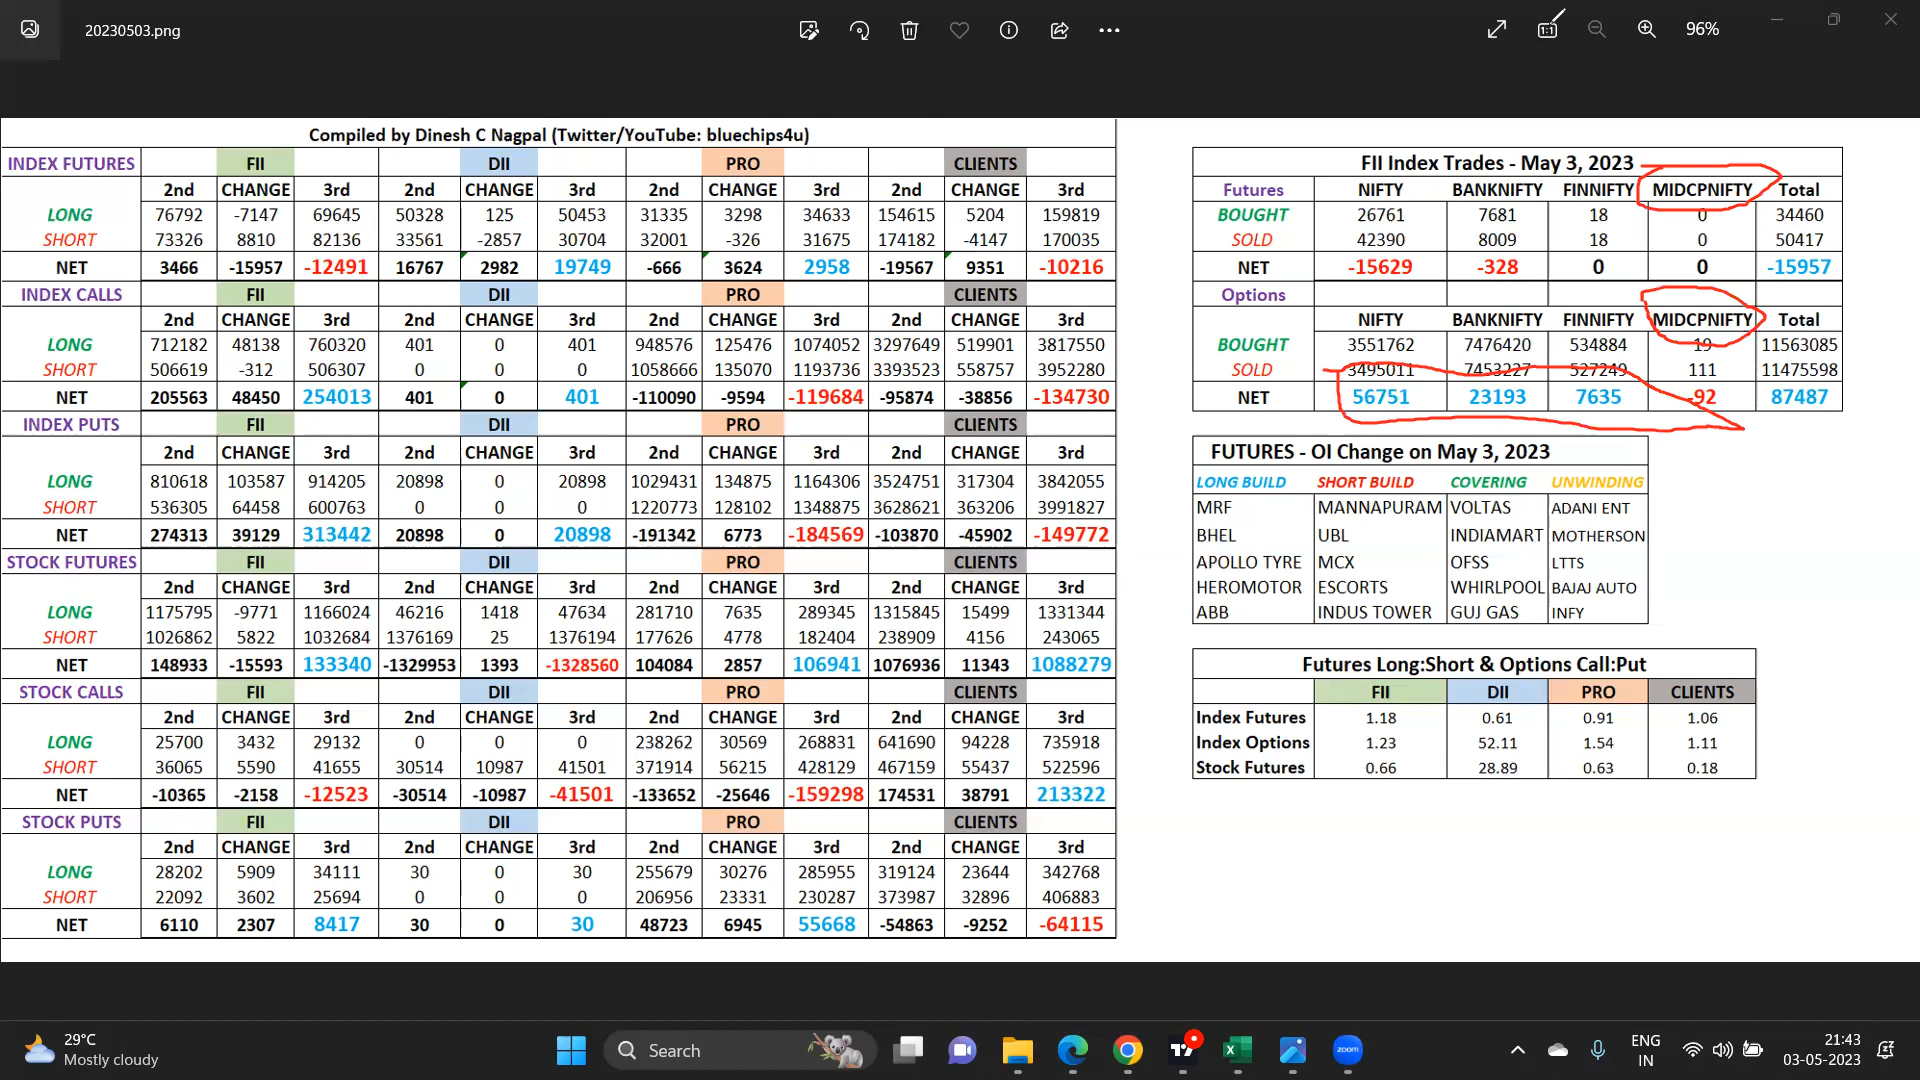 20230503.png
96%
Compiled by Dinesh C Nagpal (Twitter/YouTube: bluechips4u)
INDEX FUTURES FII DII PRO CLIENTS
2nd CHANGE 3rd 2nd CHANGE 3rd 2nd CHANGE 3rd 2nd CHANGE 3rd
LONG 76792 -7147 69645 50328 125 50453 31335 3298 34633 154615 5204 159819
SHORT 73326 8810 82136 33561 -2857 30704 32001 -326 31675 174182 -4147 170035
NET 3466 -15957 -12491 16767 2982 19749 -666 3624 2958 -19567 9351 -10216
INDEX CALLS FII DII PRO CLIENTS
2nd CHANGE 3rd 2nd CHANGE 3rd 2nd CHANGE 3rd 2nd CHANGE 3rd
LONG 712182 48138 760320 401 0 401 948576 125476 1074052 3297649 519901 3817550
SHORT 506619 -312 506307 0 0 0 1058666 135070 1193736 3393523 558757 3952280
NET 205563 48450 254013 401 0 401 -110090 -9594 -119684 -95874 -38856 -134730
INDEX PUTS FII DII PRO CLIENTS
2nd CHANGE 3rd 2nd CHANGE 3rd 2nd CHANGE 3rd 2nd CHANGE 3rd
LONG 810618 103587 914205 20898 0 20898 1029431 134875 1164306 3524751 317304 3842055
SHORT 536305 64458 600763 0 0 0 1220773 128102 1348875 3628621 363206 3991827
NET 274313 39129 313442 20898 0 20898 -191342 6773 -184569 -103870 -45902 -149772
STOCK FUTURES FII DII PRO CLIENTS
2nd CHANGE 3rd 2nd CHANGE 3rd 2nd CHANGE 3rd 2nd CHANGE 3rd
LONG 1175795 -9771 1166024 46216 1418 47634 281710 7635 289345 1315845 15499 1331344
SHORT 1026862 5822 1032684 1376169 25 1376194 177626 4778 182404 238909 4156 243065
NET 148933 -15593 133340 -1329953 1393 -1328560 104084 2857 106941 1076936 11343 1088279
STOCK CALLS FII DII PRO CLIENTS
2nd CHANGE 3rd 2nd CHANGE 3rd 2nd CHANGE 3rd 2nd CHANGE 3rd
LONG 25700 3432 29132 0 0 0 238262 30569 268831 641690 94228 735918
SHORT 36065 5590 41655 30514 10987 41501 371914 56215 428129 467159 55437 522596
NET -10365 -2158 -12523 -30514 -10987 -41501 -133652 -25646 -159298 174531 38791 213322
STOCK PUTS FII DII PRO CLIENTS
2nd CHANGE 3rd 2nd CHANGE 3rd 2nd CHANGE 3rd 2nd CHANGE 3rd
LONG 28202 5909 34111 30 0 30 255679 30276 285955 319124 23644 342768
SHORT 22092 3602 25694 0 0 0 206956 23331 230287 373987 32896 406883
NET 6110 2307 8417 30 0 30 48723 6945 55668 -54863 -9252 -64115
FII Index Trades - May 3, 2023
Futures NIFTY BANKNIFTY FINNIFTY MIDCPNIFTY Total
BOUGHT 26761 7681 18 0 34460
SOLD 42390 8009 18 0 50417
NET -15629 -328 0 0 -15957
Options
NIFTY BANKNIFTY FINNIFTY MIDCPNIFTY Total
BOUGHT 3551762 7476420 534884 19 11563085
SOLD 3495011 7453227 527249 111 11475598
NET 56751 23193 7635 -92 87487
FUTURES - OI Change on May 3, 2023
LONG BUILD SHORT BUILD COVERING UNWINDING
MRF MANNAPURAM VOLTAS ADANI ENT
BHEL UBL INDIAMART MOTHERSON
APOLLO TYRE MCX OFSS LTTS
HEROMOTOR ESCORTS WHIRLPOOL BAJAJ AUTO
ABB INDUS TOWER GUJ GAS INFY
Futures Long:Short & Options Call:Put
FII DII PRO CLIENTS
Index Futures 1.18 0.61 0.91 1.06
Index Options 1.23 52.11 1.54 1.11
Stock Futures 0.66 28.89 0.63 0.18
29°C
Mostly cloudy
Search
zoom
ENG
IN
21:43
03-05-2023